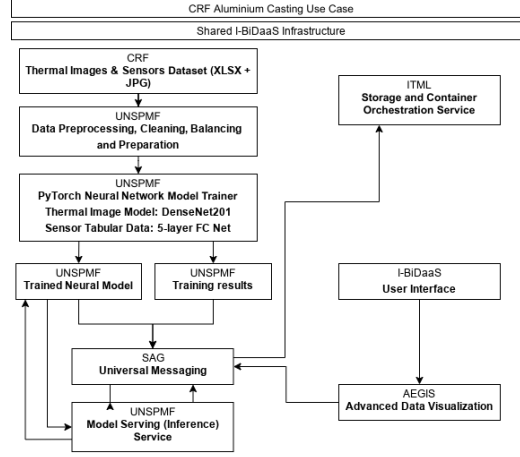 CRF Aluminium Casting Use Case
Shared I-BiDaaS Infrastructure
CRF
Thermal Images & Sensors Dataset (XLSX +
JPG)
UNSPMF
Data Preprocessing, Cleaning, Balancing
and Preparation
UNSPMF
PyTorch Neural Network Model Trainer
Thermal Image Model: DenseNet201
Sensor Tabular Data: 5-layer FC Net
UNSPMF
Trained Neural Model
UNSPMF
Training results
SAG
Universal Messaging
UNSPMF
Model Serving (Inference)
Service
ITML
Storage and Container
Orchestration Service
I-BiDaaS
User Interface
AEGIS
Advanced Data Visualization